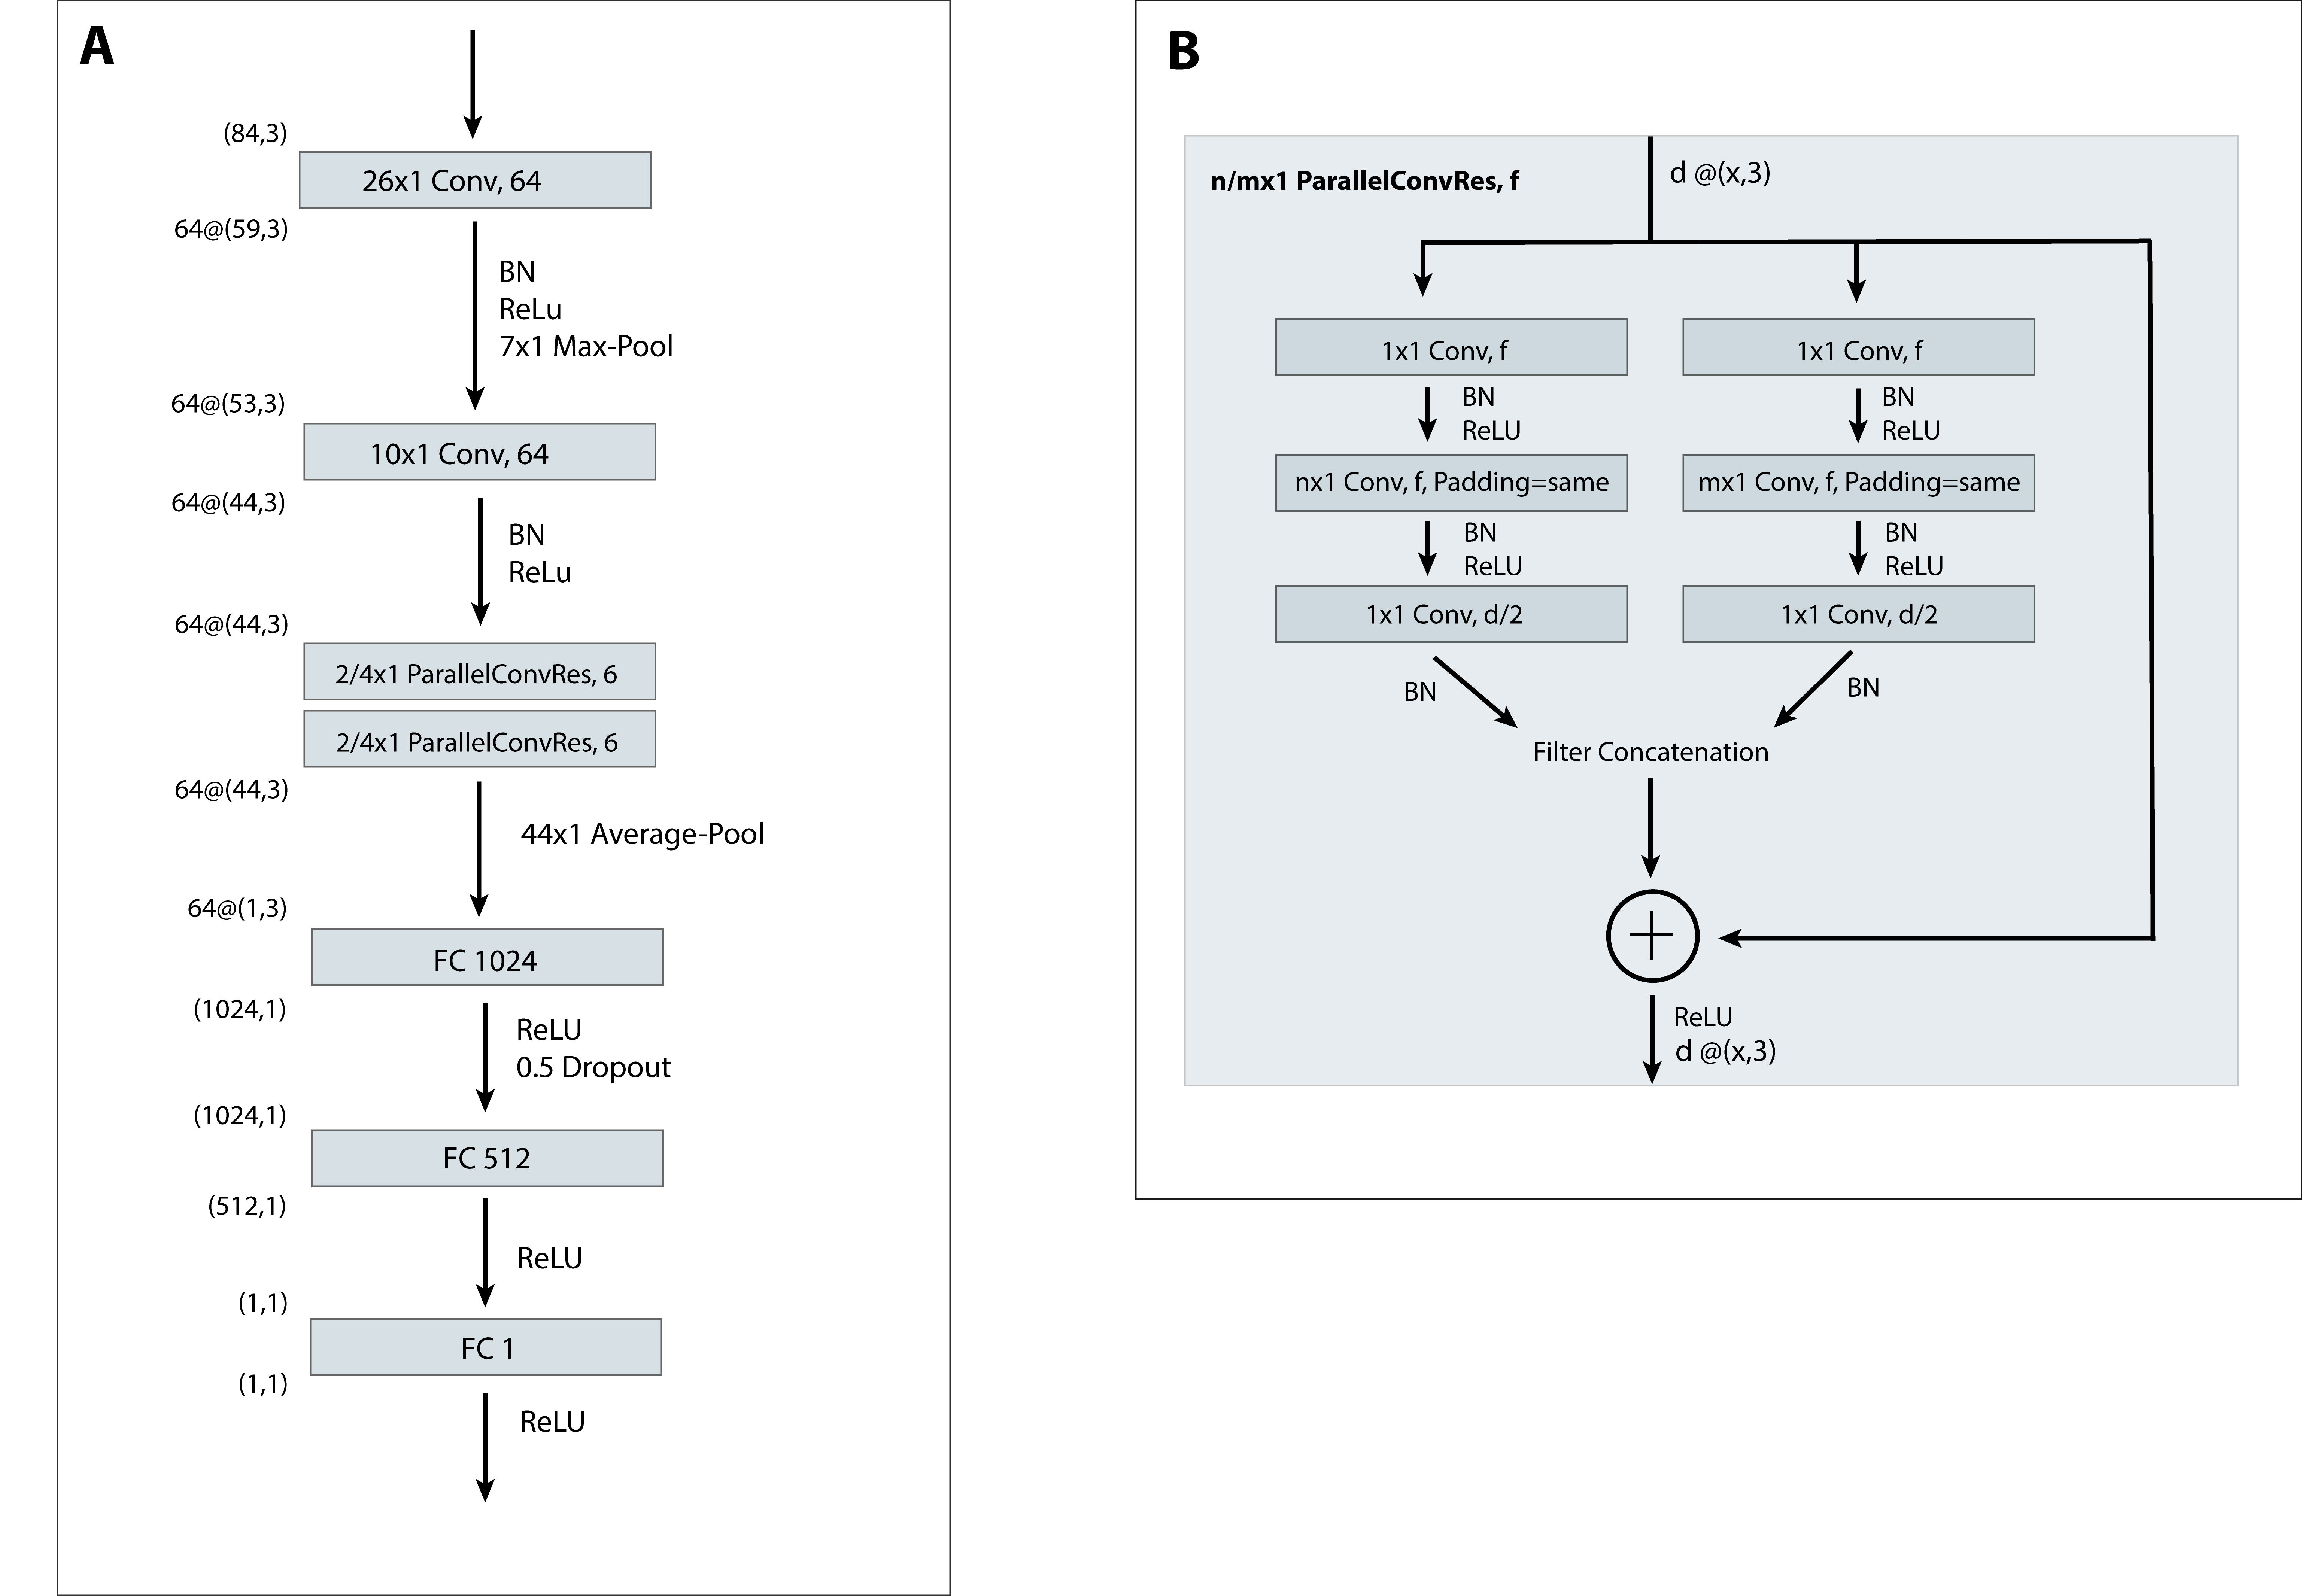 A
(84,3)
26x1 Conv, 64
64@(59,3)
BN
ReLu
7x1 Max-Pool
64@(53,3)
10x1 Conv, 64
64@(44,3)
BN
ReLu
64@(44,3)
2/4x1 ParallelConvRes, 6
2/4x1 ParallelConvRes, 6
64@(44,3)
44x1 Average-Pool
64@(1,3)
FC 1024
(1024,1)
ReLU
0.5 Dropout
(1024,1)
FC 512
(512,1)
ReLU
(1,1)
FC 1
(1,1)
ReLU
B
n/mx1 ParallelConvRes, f
d @(x,3)
1x1 Conv, f
1x1 Conv, f
BN
ReLU
BN
ReLU
nx1 Conv, f, Padding=same
mx1 Conv, f, Padding=same
BN
ReLU
BN
ReLU
1x1 Conv, d/2
1x1 Conv, d/2
BN
BN
Filter Concatenation
+
ReLU
d @(x,3)